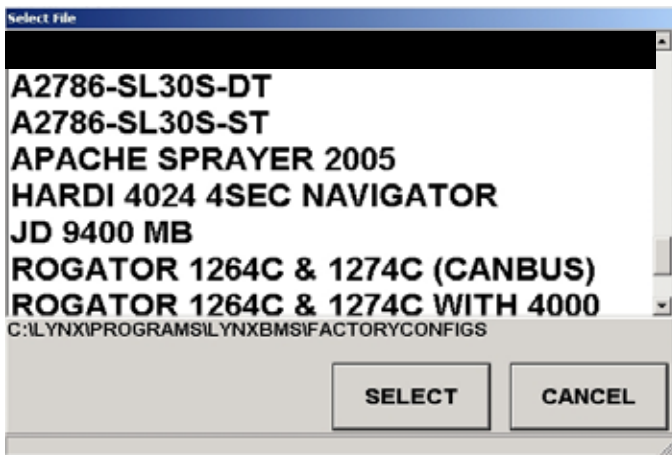 Select File
A2786-SL30S-DT
A2786-SL30S-ST
APACHE SPRAYER 2005
HARDI 4024 4SEC NAVIGATOR
JD 9400 MB
ROGATOR 1264C & 1274C (CANBUS)
ROGATOR 1264C & 1274C WITH 4000
C:\LYNX\PROGRAMS\LYNXBMS\FACTORYCONFIGS
SELECT CANCEL